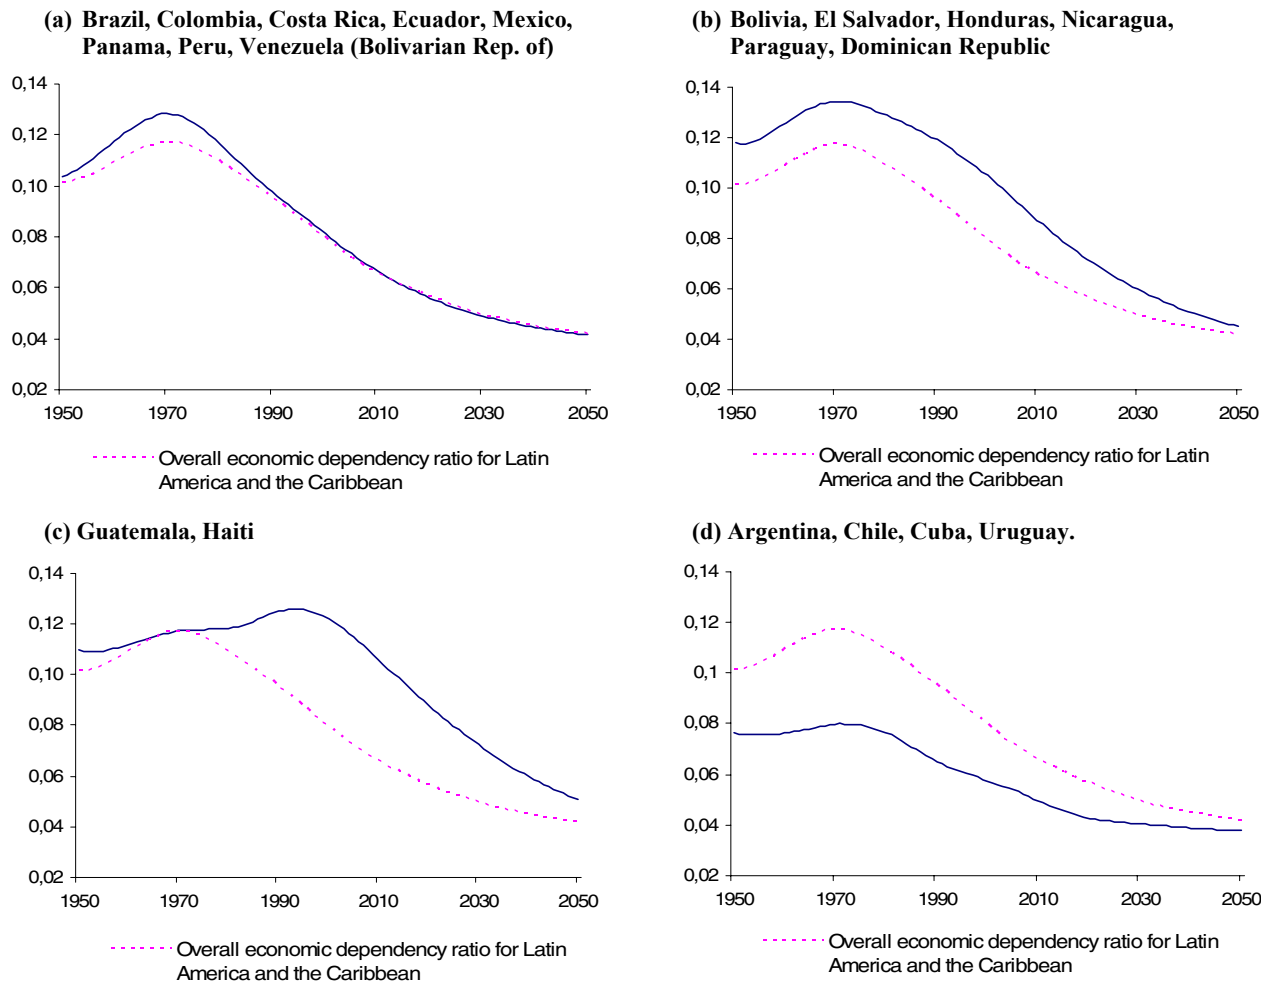 (a) Brazil, Colombia, Costa Rica, Ecuador, Mexico,
Panama, Peru, Venezuela (Bolivarian Rep. of)
0,14
0,12
0,10
0,08
0,06
0,04
0,02
1950 1970 1990 2010 2030 2050
Overall economic dependency ratio for Latin
America and the Caribbean
(b) Bolivia, El Salvador, Honduras, Nicaragua,
Paraguay, Dominican Republic
0,14
0,12
0,10
0,08
0,06
0,04
0,02
1950 1970 1990 2010 2030 2050
Overall economic dependency ratio for Latin
America and the Caribbean
(c) Guatemala, Haiti
0,14
0,12
0,10
0,08
0,06
0,04
0,02
1950 1970 1990 2010 2030 2050
Overall economic dependency ratio for Latin
America and the Caribbean
(d) Argentina, Chile, Cuba, Uruguay.
0,14
0,12
0,1
0,08
0,06
0,04
0,02
1950 1970 1990 2010 2030 2050
Overall economic dependency ratio for Latin
America and the Caribbean